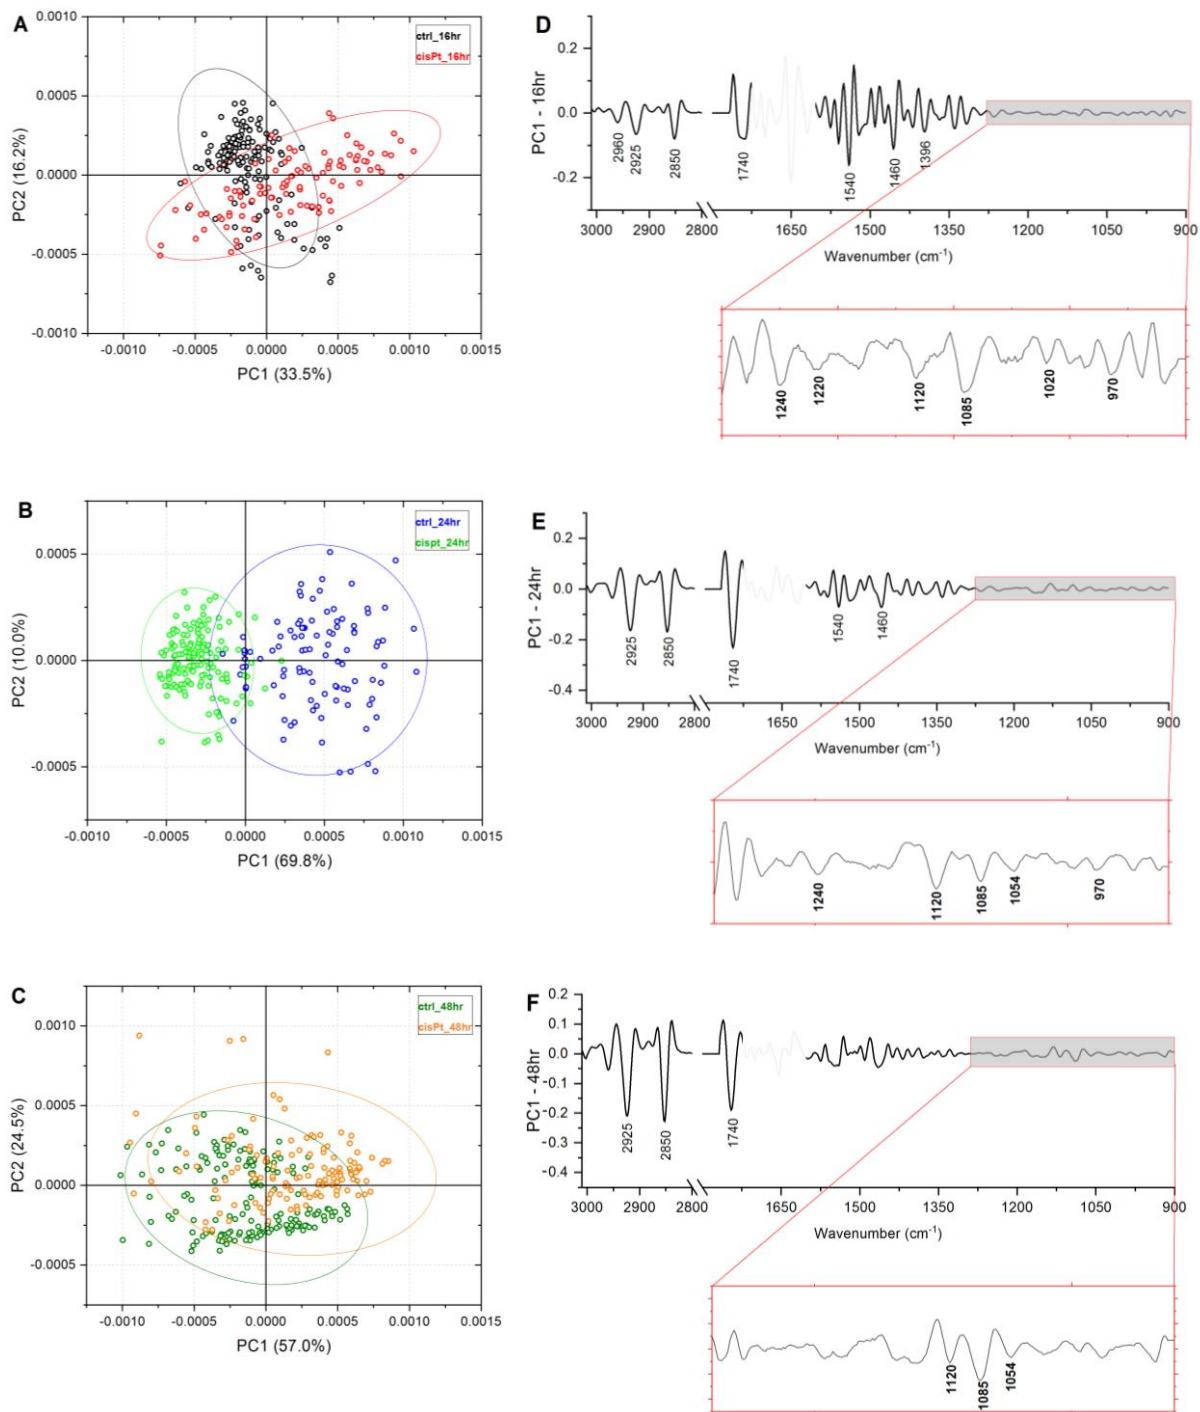 A
0.0010
0.0005
0.0000
-0.0005
-0.0010
PC2 (16.2%)
ctrl_16hr
cisPt_16hr
-0.0010 -0.0005 0.0000 0.0005 0.0010 0.0015
PC1 (33.5%)
D
0.2
0.0
-0.2
PC1 - 16hr
2960 2925 2850 1740 1540 1460 1396
3000 2900 2800 1650 1500 1350 1200 1050 900
Wavenumber (cm-1)
1240 1220 1120 1085 1020 970
B
0.0005
0.0000
-0.0005
PC2 (10.0%)
ctrl_24hr
cispt_24hr
-0.0010 -0.0005 0.0000 0.0005 0.0010 0.0015
PC1 (69.8%)
E
0.2
0.0
-0.2
-0.4
PC1 - 24hr
2925 2850 1740 1540 1460
3000 2900 2800 1650 1500 1350 1200 1050 900
Wavenumber (cm-1)
1240 1120 1085 1054 970
C
0.0010
0.0005
0.0000
-0.0005
PC2 (24.5%)
ctrl_48hr
cisPt_48hr
-0.0010 -0.0005 0.0000 0.0005 0.0010 0.0015
PC1 (57.0%)
F
0.2
0.1
0.0
-0.1
-0.2
-0.3
-0.4
PC1 - 48hr
2925 2850 1740
3000 2900 2800 1650 1500 1350 1200 1050 900
Wavenumber (cm-1)
1120 1085 1054